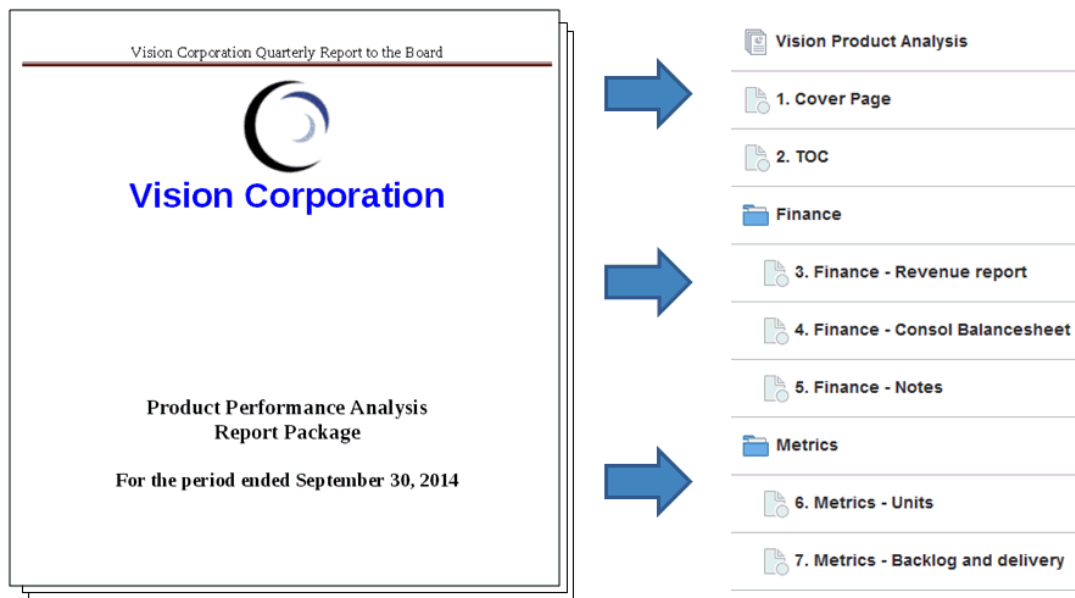 Vision Corporation Quarterly Report to the Board
Vision Corporation
Product Performance Analysis
Report Package
For the period ended September 30, 2014
Vision Product Analysis
1. Cover Page
2. TOC
Finance
3. Finance - Revenue report
4. Finance - Consol Balancesheet
5. Finance - Notes
Metrics
6. Metrics - Units
7. Metrics - Backlog and delivery